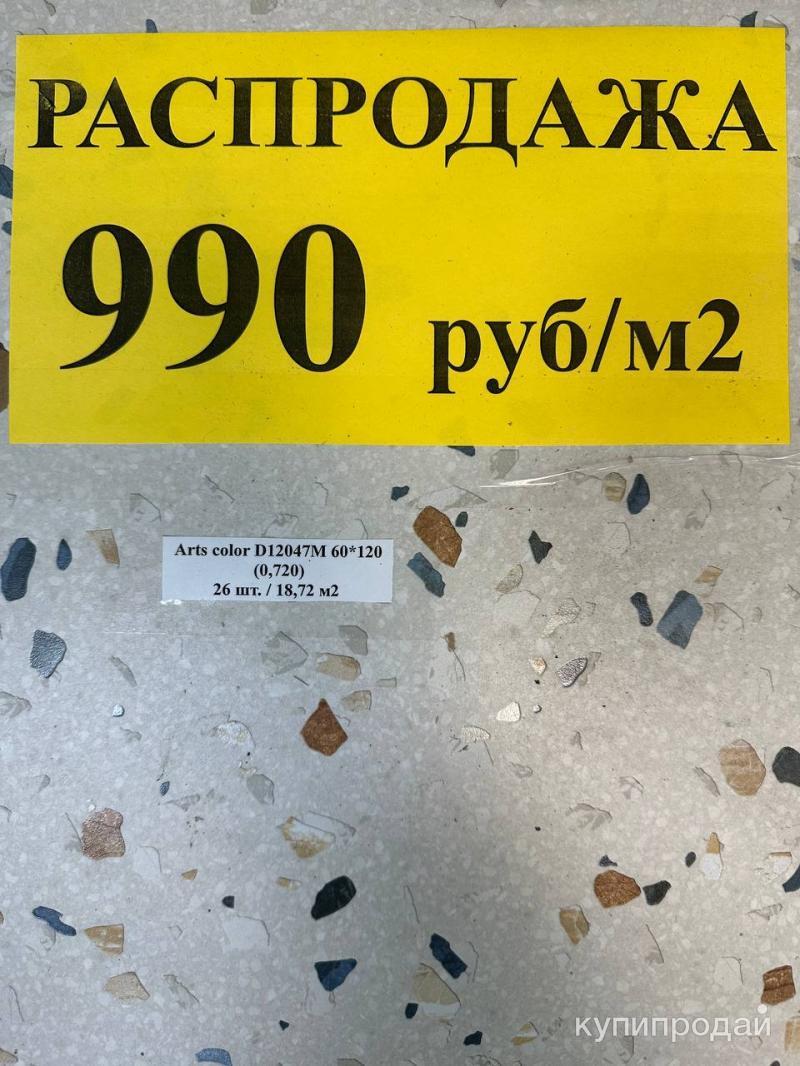 РАСПРОДАЖА
990 руб/м2
Arts color D12047M 60*120
(0,720)
26 шт. / 18,72 м2
купипродай